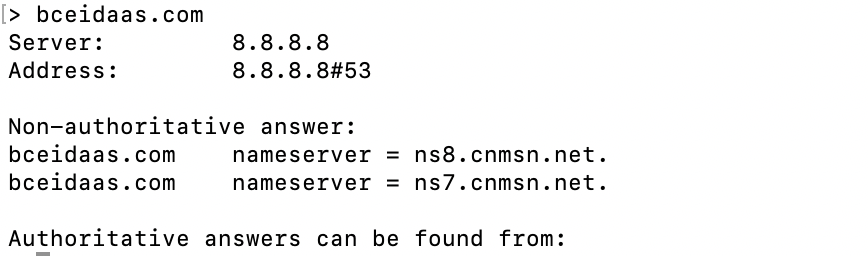 [> bceidaas.com
Server:		8.8.8.8
Address:	8.8.8.8#53
Non-authoritative answer:
bceidaas.com	nameserver = ns8.cnmsn.net.
bceidaas.com	nameserver = ns7.cnmsn.net.
Authoritative answers can be found from: